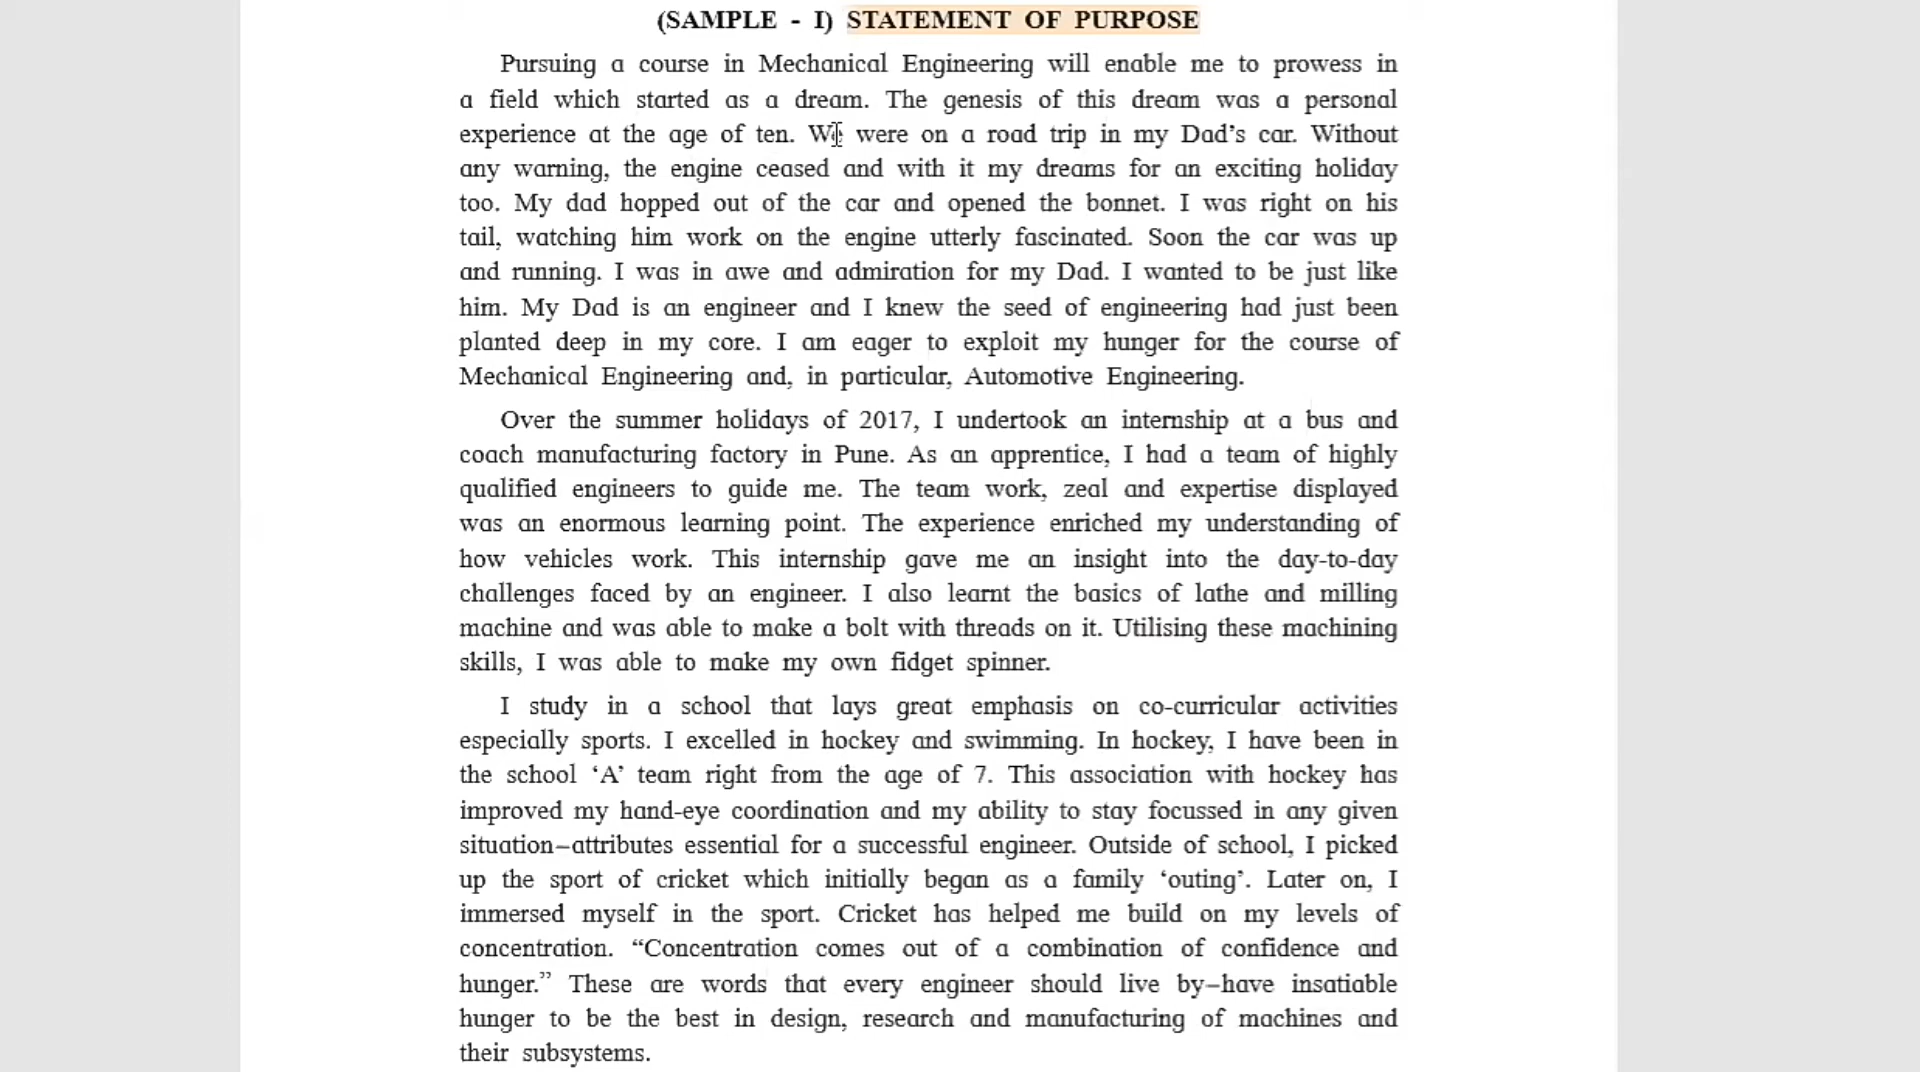 (SAMPLE - I) STATEMENT OF PURPOSE
Pursuing a course in Mechanical Engineering will enable me to prowess in
a field which started as a dream. The genesis of this dream was a personal
experience at the age of ten. We were on a road trip in my Dad’s car. Without
any warning, the engine ceased and with it my dreams for an exciting holiday
too. My dad hopped out of the car and opened the bonnet. I was right on his
tail, watching him work on the engine utterly fascinated. Soon the car was up
and running. I was in awe and admiration for my Dad. I wanted to be just like
him. My Dad is an engineer and I knew the seed of engineering had just been
planted deep in my core. I am eager to exploit my hunger for the course of
Mechanical Engineering and, in particular, Automotive Engineering.
Over the summer holidays of 2017, I undertook an internship at a bus and
coach manufacturing factory in Pune. As an apprentice, I had a team of highly
qualified engineers to guide me. The team work, zeal and expertise displayed
was an enormous learning point. The experience enriched my understanding of
how vehicles work. This internship gave me an insight into the day-to-day
challenges faced by an engineer. I also learnt the basics of lathe and milling
machine and was able to make a bolt with threads on it. Utilising these machining
skills, I was able to make my own fidget spinner.
I study in a school that lays great emphasis on co-curricular activities
especially sports. I excelled in hockey and swimming. In hockey, I have been in
the school ‘A’ team right from the age of 7. This association with hockey has
improved my hand-eye coordination and my ability to stay focussed in any given
situation–attributes essential for a successful engineer. Outside of school, I picked
up the sport of cricket which initially began as a family ‘outing’. Later on, I
immersed myself in the sport. Cricket has helped me build on my levels of
concentration. “Concentration comes out of a combination of confidence and
hunger.” These are words that every engineer should live by–have insatiable
hunger to be the best in design, research and manufacturing of machines and
their subsystems.